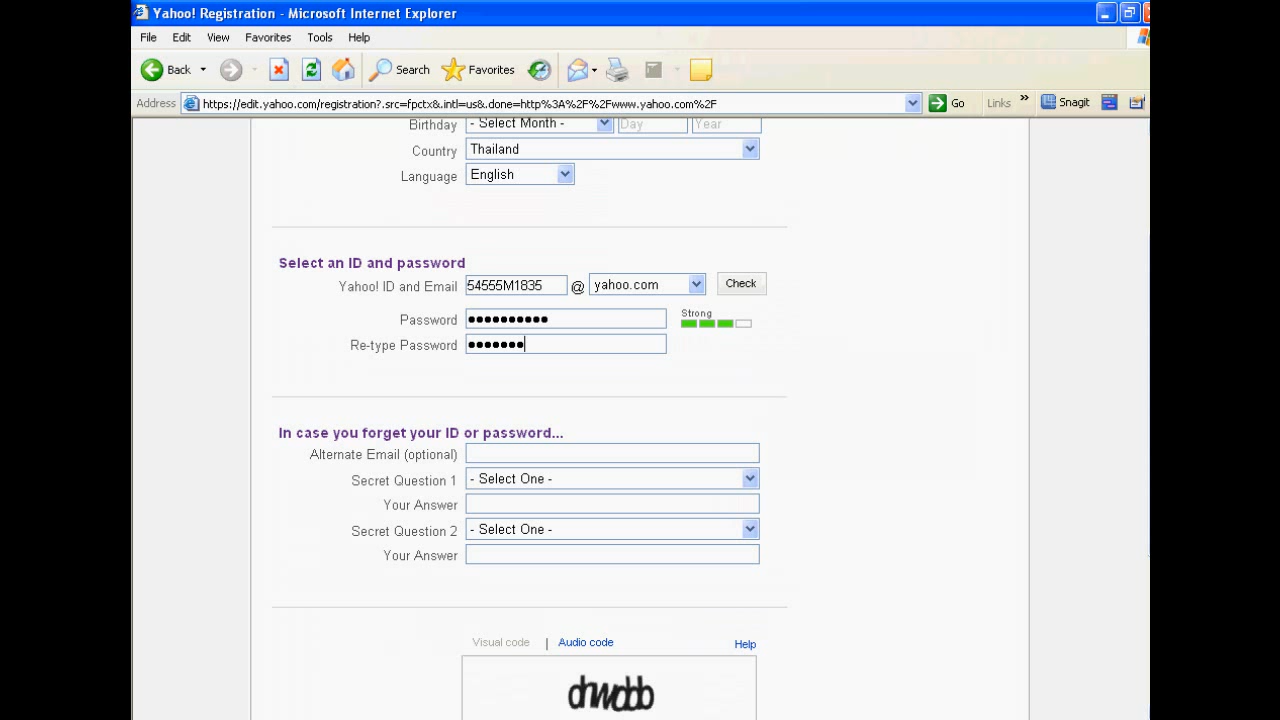 Yahoo! Registration - Microsoft Internet Explorer
File Edit View Favorites Tools Help
Back Search Favorites
Address https://edit.yahoo.com/registration?.src=fpctx&.intl=us&.done=http%3A%2F%2Fwww.yahoo.com%2F Go Links » Snagit
Birthday - Select Month - Day Year
Country Thailand
Language English
Select an ID and password
Yahoo! ID and Email 54555M1835 @ yahoo.com Check
Password ●●●●●●●●●● Strong
Re-type Password ●●●●●●●
In case you forget your ID or password...
Alternate Email (optional)
Secret Question 1 - Select One -
Your Answer
Secret Question 2 - Select One -
Your Answer
Visual code | Audio code Help